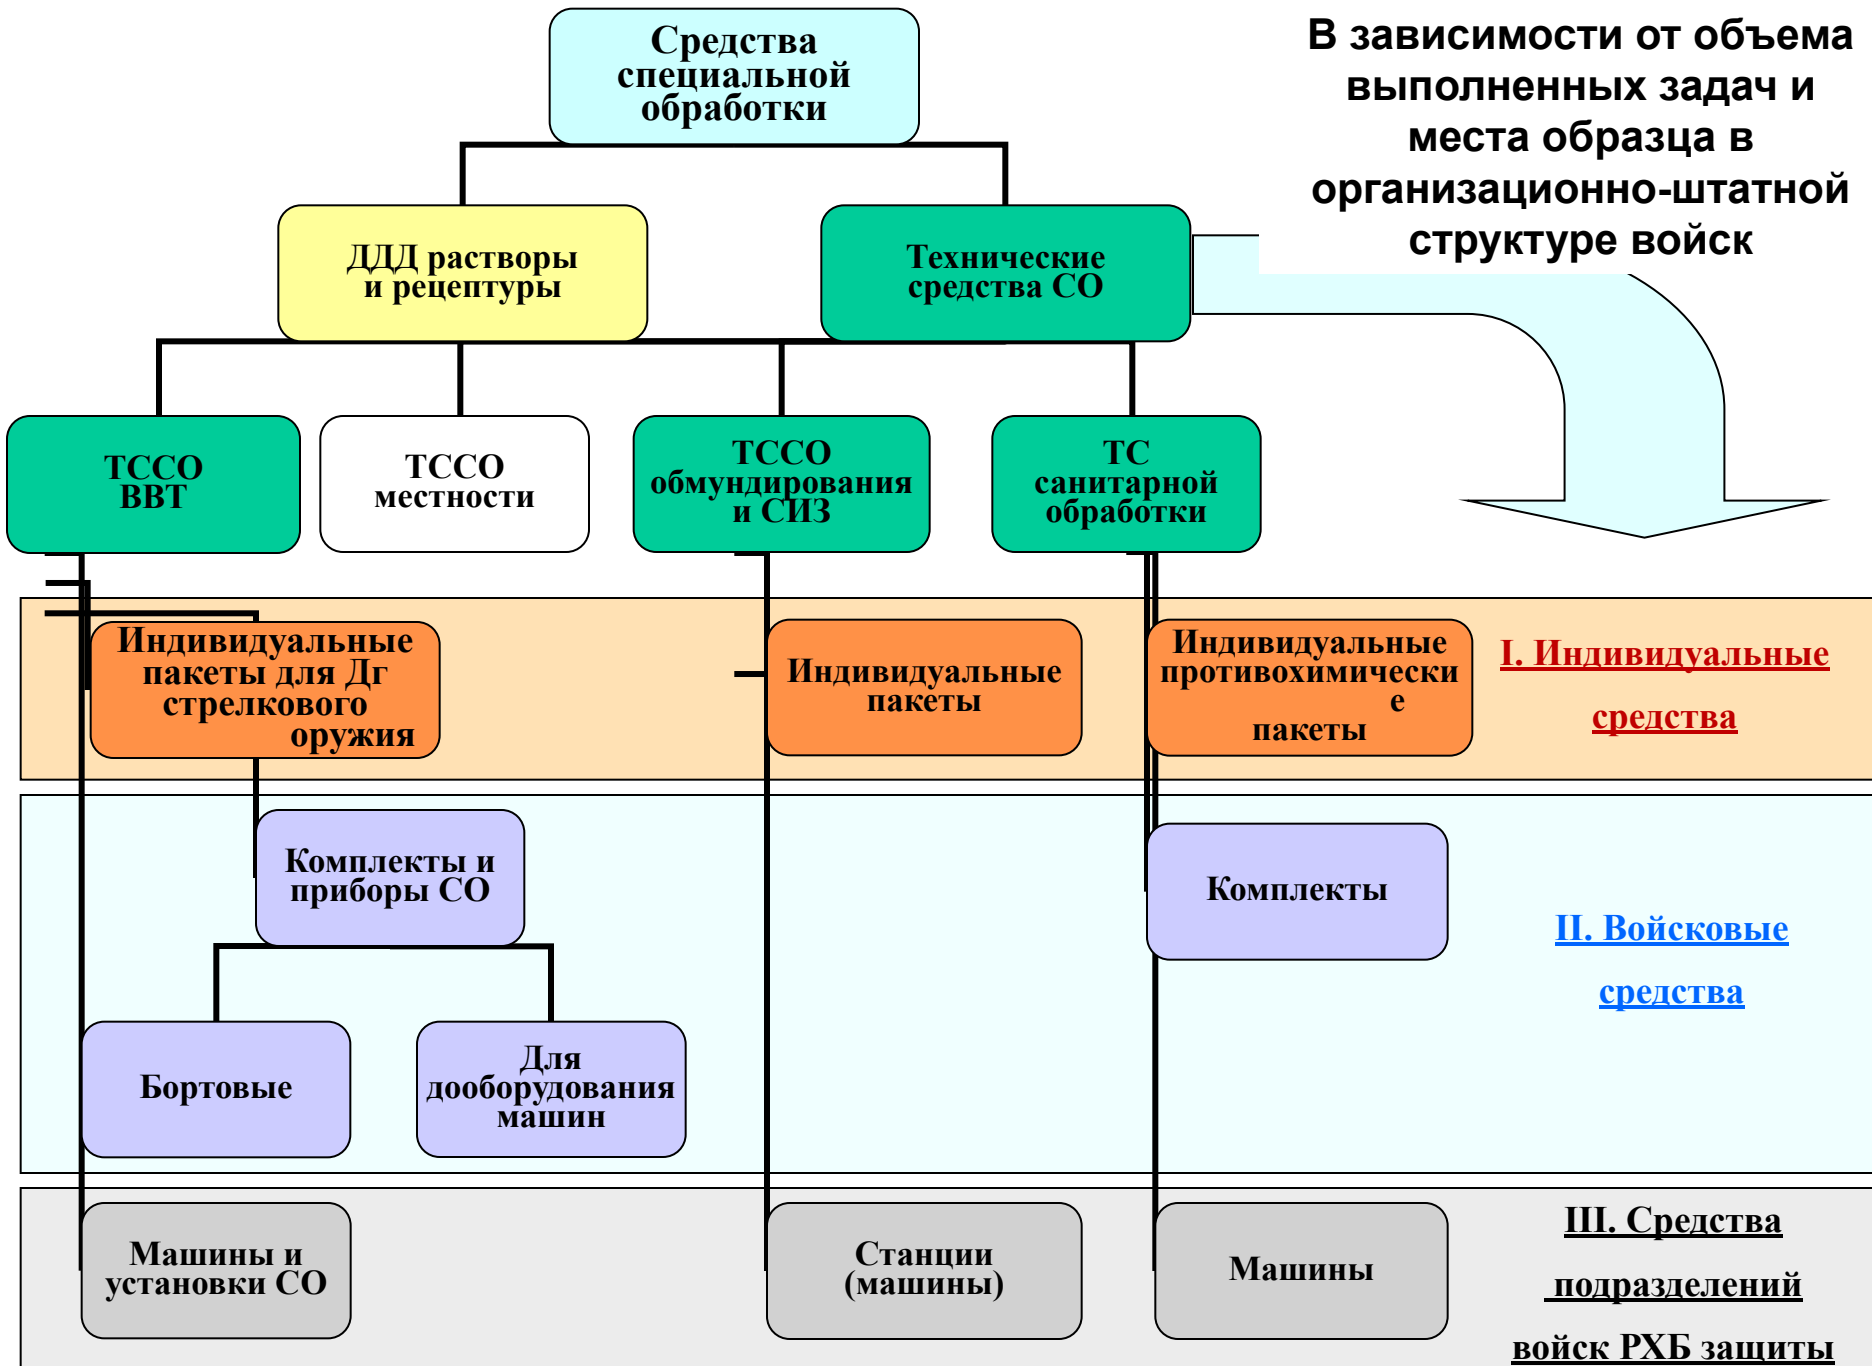 Средства
специальной
обработки
В зависимости от объема
выполненных задач и
места образца в
организационно-штатной
структуре войск
ДДД растворы
и рецептуры
Технические
средства СО
ТССО
ВВТ
ТССО
местности
ТССО
обмундирования
и СИЗ
ТС
санитарной
обработки
Индивидуальные
пакеты для Дг
стрелкового
оружия
Индивидуальные
пакеты
Индивидуальные
противохимически
е
пакеты
I. Индивидуальные
средства
Комплекты и
приборы СО
Комплекты
II. Войсковые
средства
Бортовые
Для
дооборудования
машин
Машины и
установки СО
Станции
(машины)
Машины
III. Средства
подразделений
войск РХБ защиты